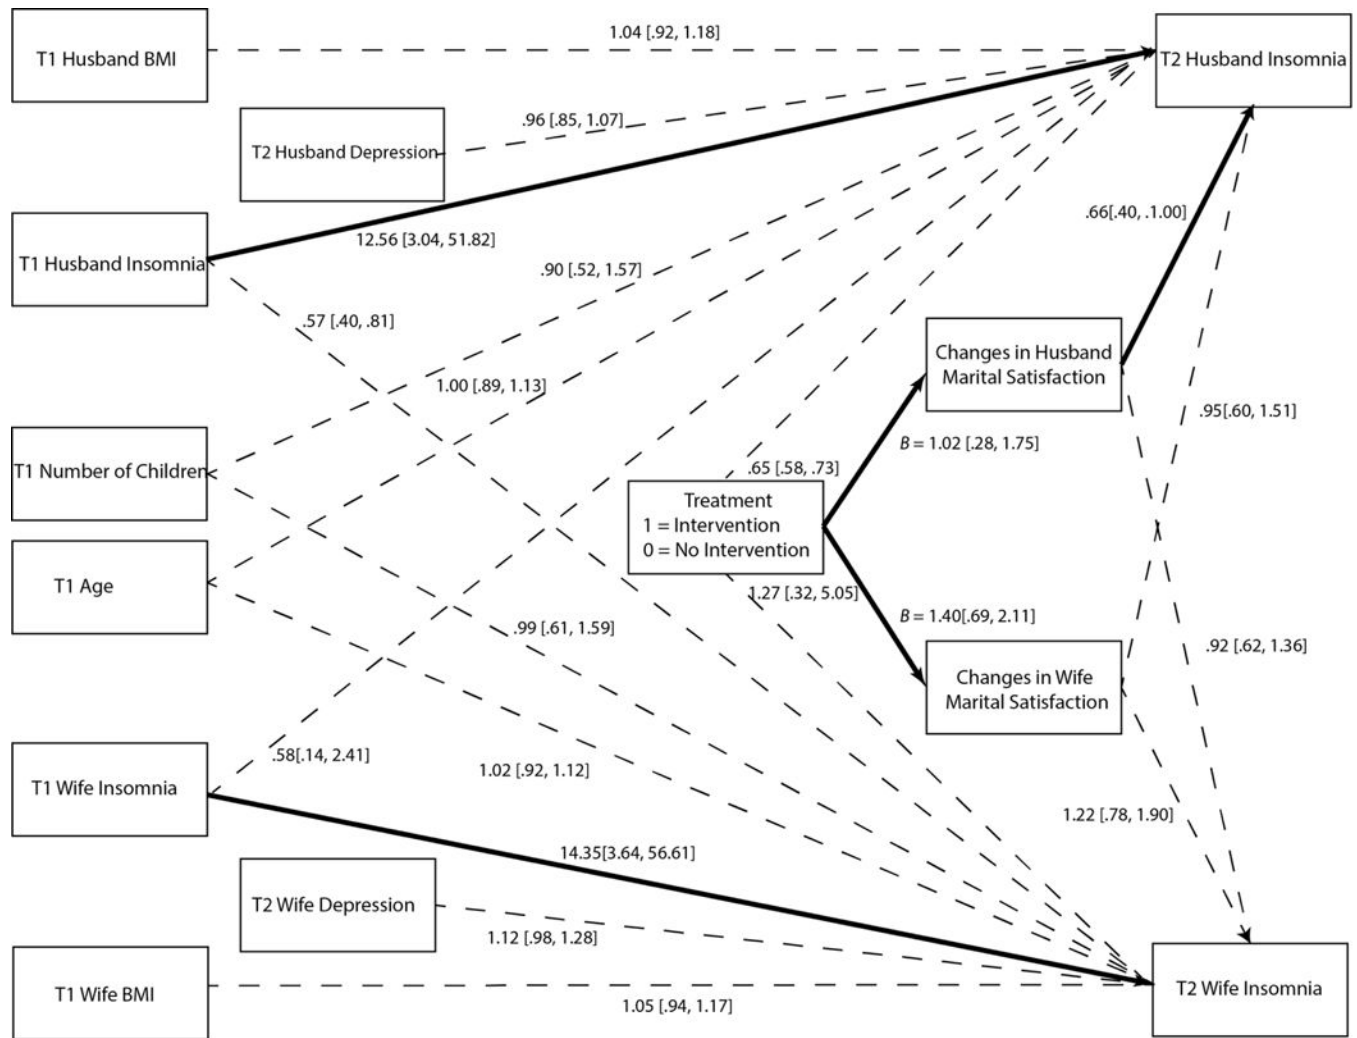 T1 Husband BMI
1.04 [.92, 1.18]
T2 Husband Insomnia
.96 [.85, 1.07]
T2 Husband Depression
T1 Husband Insomnia
12.56 [3.04, 51.82]
.66[.40, .1.00]
.90 [.52, 1.57]
.57 [.40, .81]
Changes in Husband
Marital Satisfaction
1.00 [.89, 1.13]
.95[.60, 1.51]
B = 1.02 [.28, 1.75]
T1 Number of Children
.65 [.58, .73]
Treatment
1 = Intervention
0 = No Intervention
T1 Age
1.27 [.32, 5.05]
B = 1.40[.69, 2.11]
.99 [.61, 1.59]
.92 [.62, 1.36]
Changes in Wife
Marital Satisfaction
.58[.14, 2.41]
1.02 [.92, 1.12]
T1 Wife Insomnia
1.22 [.78, 1.90]
14.35[3.64, 56.61]
T2 Wife Depression
1.12 [.98, 1.28]
T1 Wife BMI
1.05 [.94, 1.17]
T2 Wife Insomnia